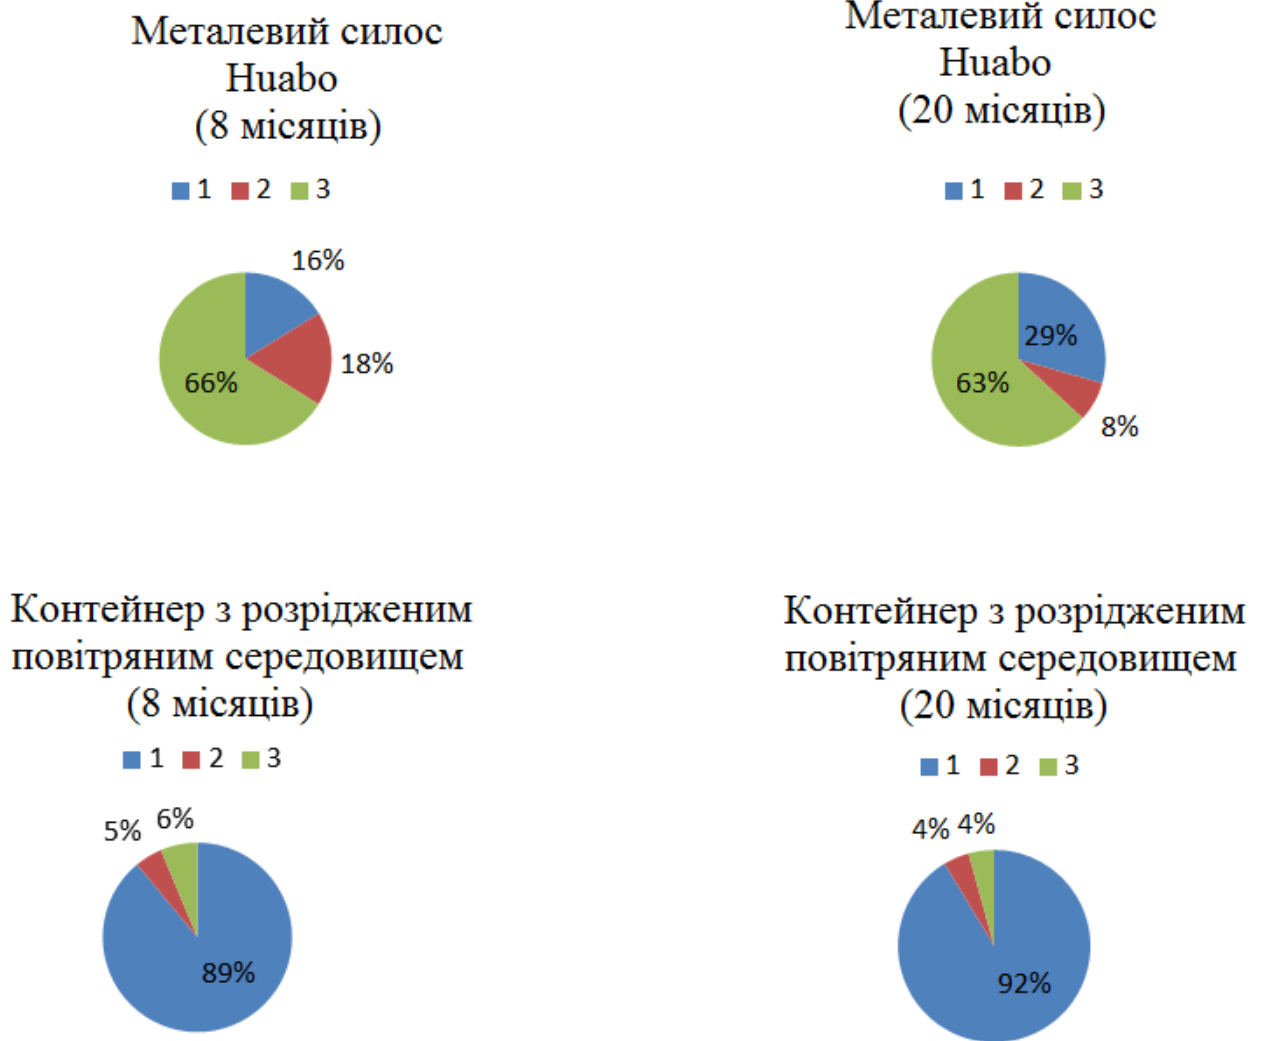 Металевий силос
Huabo
(8 місяців)
1 2 3
16%
18%
66%
Металевий силос
Huabo
(20 місяців)
1 2 3
29%
63%
8%
Контейнер з розрідженим
повітряним середовищем
(8 місяців)
1 2 3
5% 6%
89%
Контейнер з розрідженим
повітряним середовищем
(20 місяців)
1 2 3
4% 4%
92%